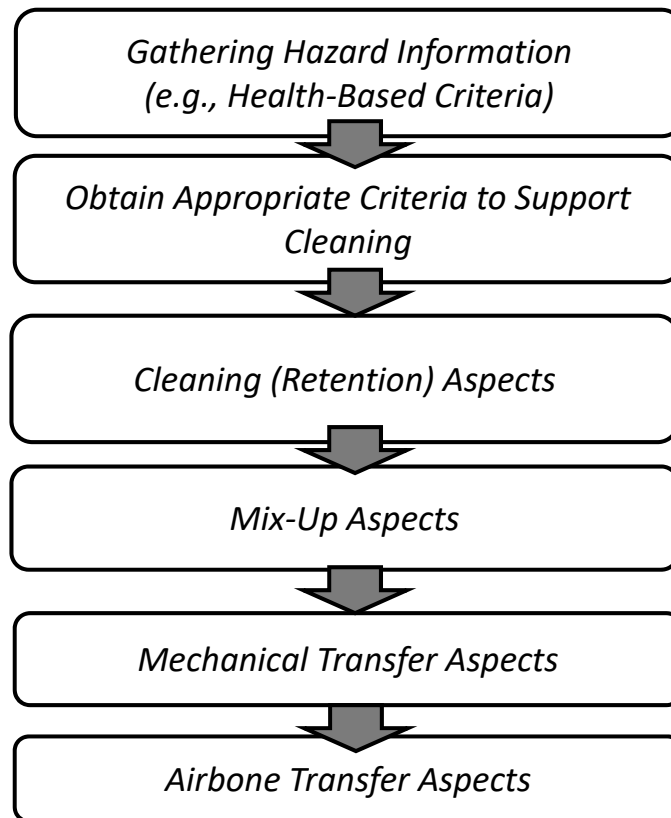 Gathering Hazard Information
(e.g., Health-Based Criteria)
Obtain Appropriate Criteria to Support
Cleaning
Cleaning (Retention) Aspects
Mix-Up Aspects
Mechanical Transfer Aspects
Airbone Transfer Aspects